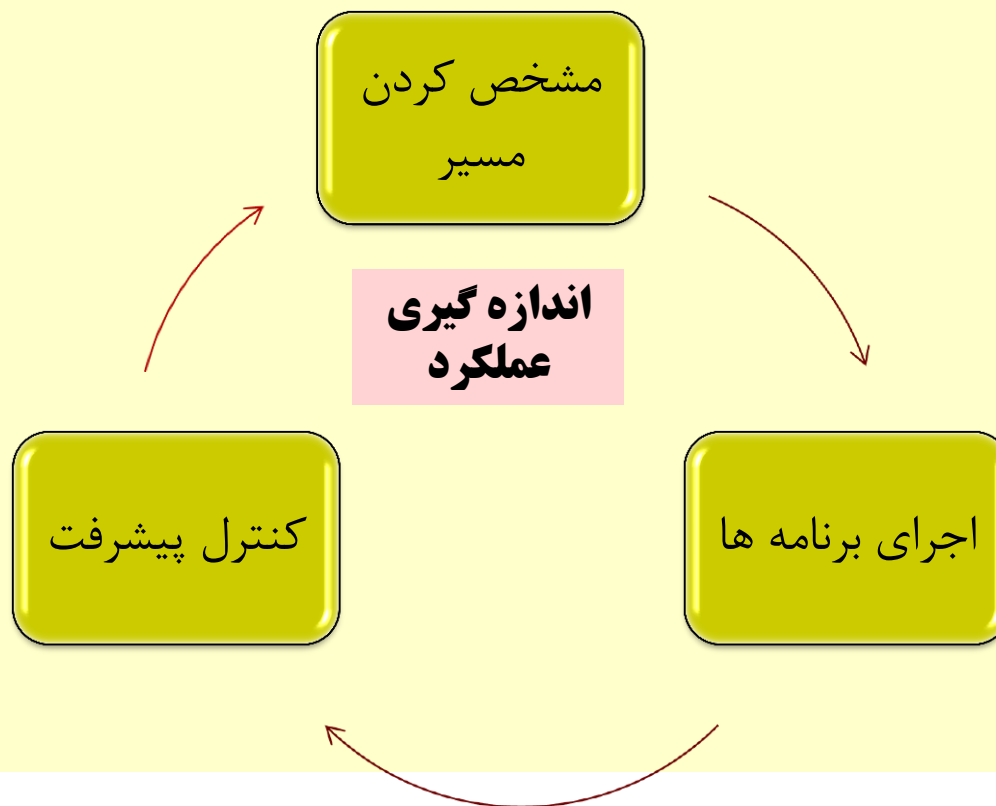 مشخص کردن
مسیر
اندازه گیری
عملکرد
اجرای برنامه ها
کنترل پیشرفت